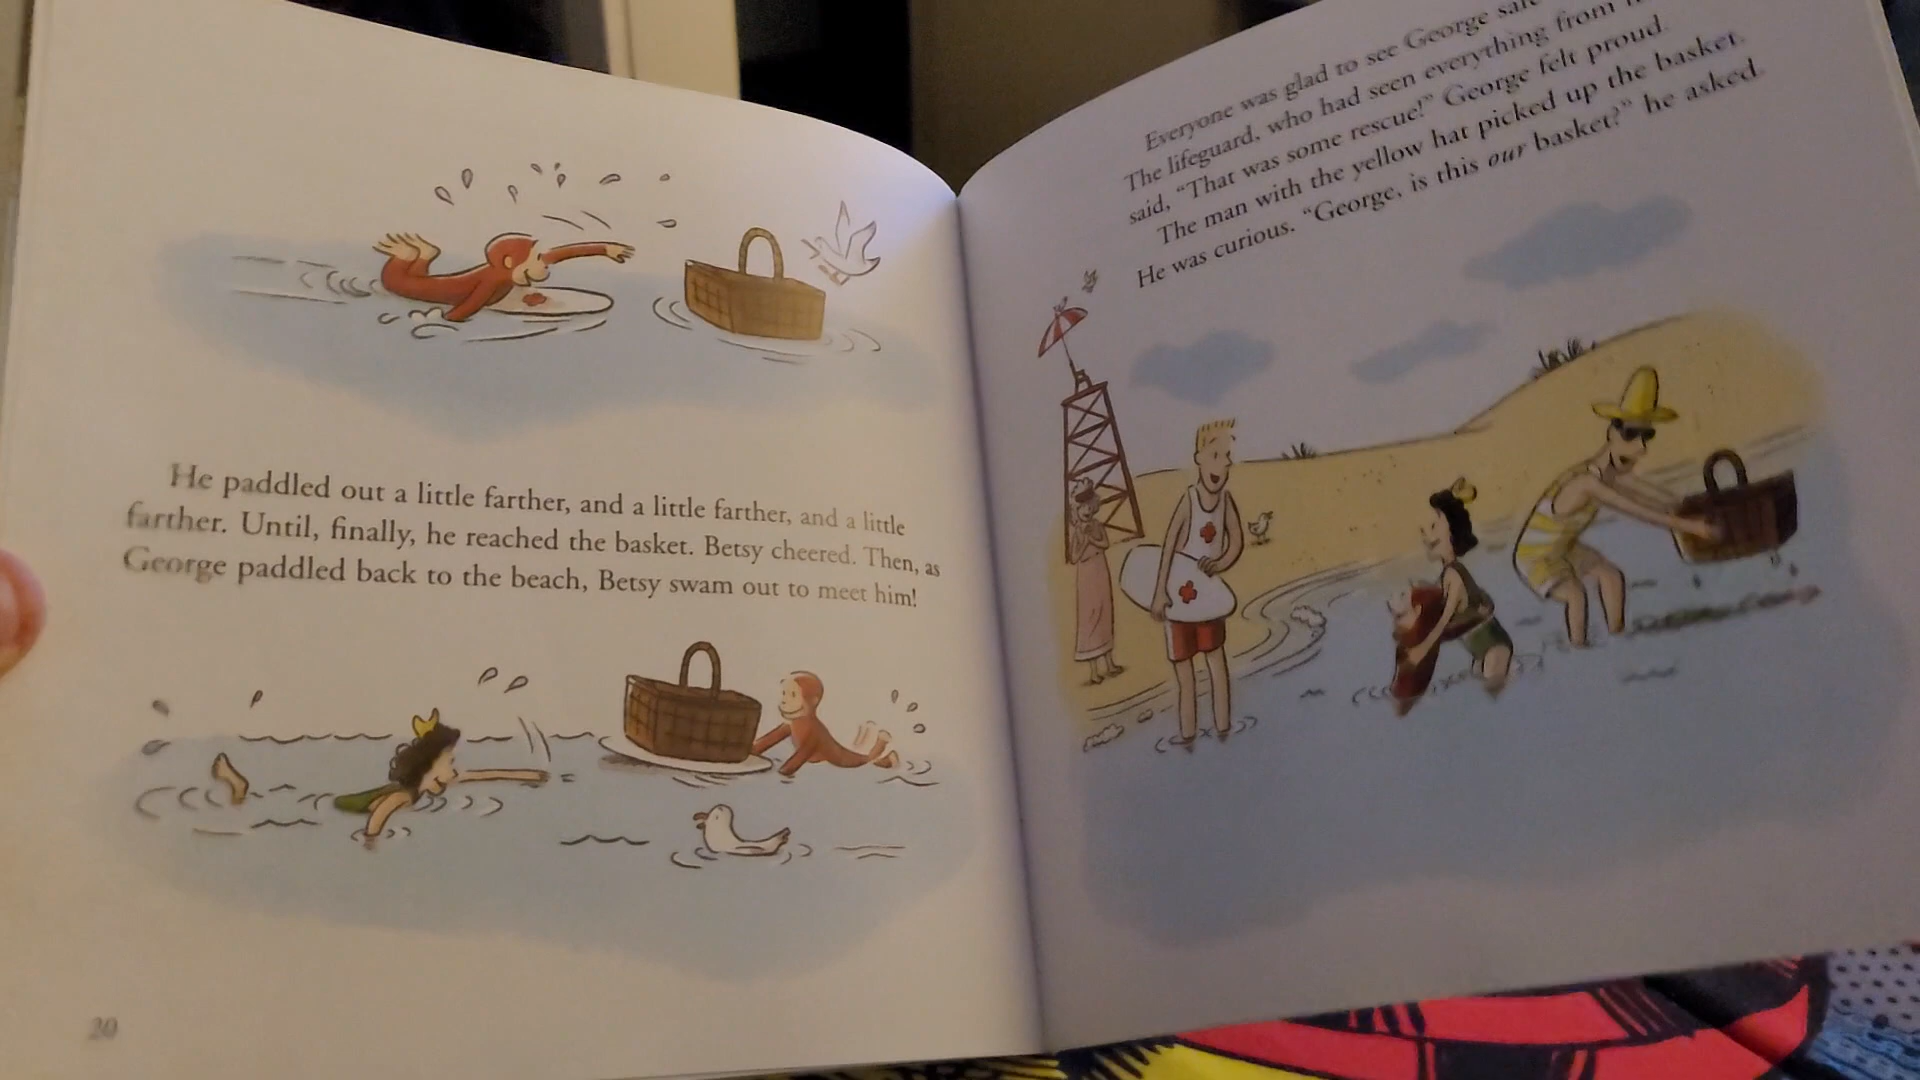 He paddled out a little farther, and a little farther, and a little
farther. Until, finally, he reached the basket. Betsy cheered. Then, as
George paddled back to the beach, Betsy swam out to meet him!
20
Everyone was glad to see George
The lifeguard, who had seen everything from
said, “That was some rescue!” George felt proud.
The man with the yellow hat picked up the basket.
He was curious. “George, is this our basket?” he asked.